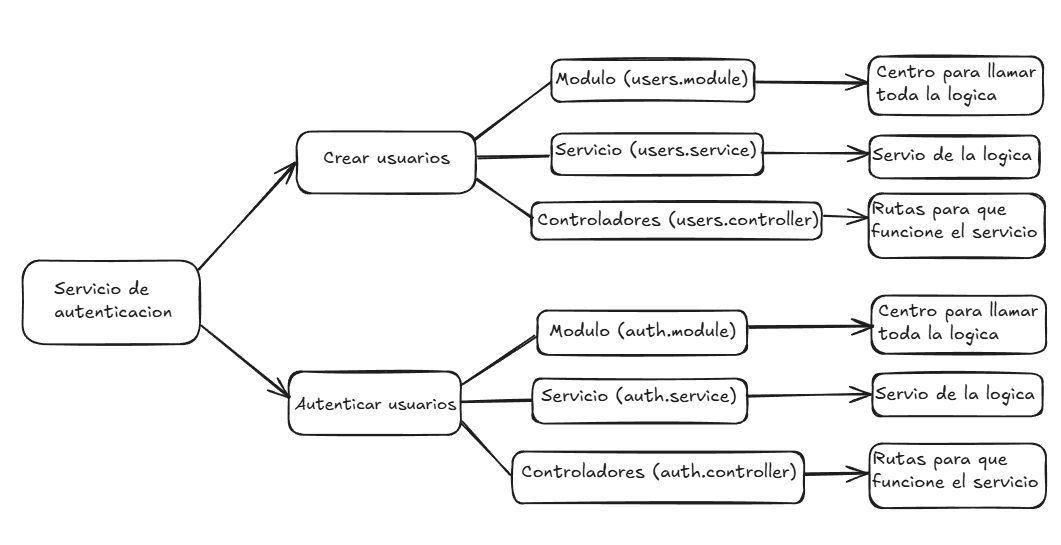 Modulo (users.module)
Centro para llamar
toda la logica
Crear usuarios
Servicio (users.service)
Servio de la logica
Controladores (users.controller)
Rutas para que
funcione el servicio
Servicio de
autenticacion
Modulo (auth.module)
Centro para llamar
toda la logica
Autenticar usuarios
Servicio (auth.service)
Servio de la logica
Controladores (auth.controller)
Rutas para que
funcione el servicio